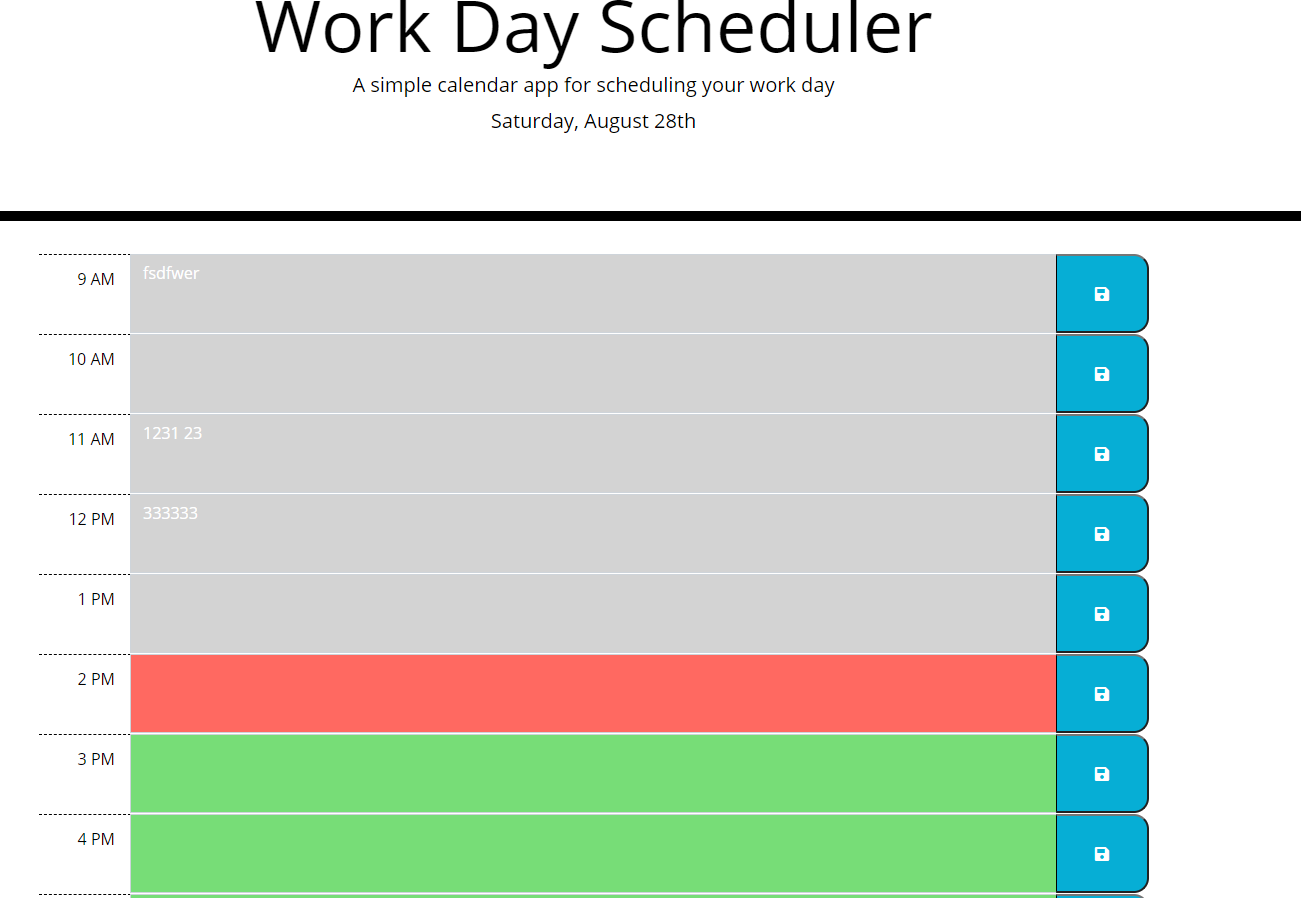 Work Day Scheduler
A simple calendar app for scheduling your work day
Saturday, August 28th
9 AM
fsdfwer
10 AM
11 AM
1231 23
12 PM
333333
1 PM
2 PM
3 PM
4 PM